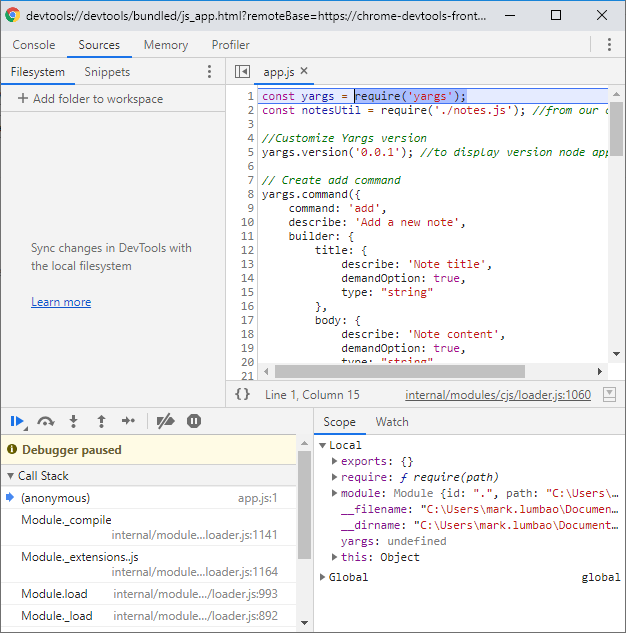 devtools://devtools/bundled/js_app.html?remoteBase=https://chrome-devtools-front...
Console Sources Memory Profiler
Filesystem Snippets
+ Add folder to workspace
Sync changes in DevTools with
the local filesystem
Learn more
app.js
1 const yargs = require('yargs');
2 const notesUtil = require('./notes.js'); //from our
3
4 //Customize Yargs version
5 yargs.version('0.0.1'); //to display version node app
6
7 // Create add command
8 yargs.command({
9 command: 'add',
10 describe: 'Add a new note',
11 builder: {
12 title: {
13 describe: 'Note title',
14 demandOption: true,
15 type: "string"
16 },
17 body: {
18 describe: 'Note content',
19 demandOption: true,
20 type: "string"
21
{} Line 1, Column 15 internal/modules/cjs/loader.js:1060
Debugger paused
Call Stack
(anonymous) app.js:1
Module._compile
internal/module...loader.js:1141
Module._extensions..js
internal/module...loader.js:1164
Module.load internal/module.../loader.js:993
Module._load internal/module.../loader.js:892
Scope Watch
Local
exports: {}
require: ƒ require(path)
module: Module {id: ".", path: "C:\Users\...
__filename: "C:\Users\mark.lumbao\Document...
__dirname: "C:\Users\mark.lumbao\Document...
yargs: undefined
this: Object
Global global